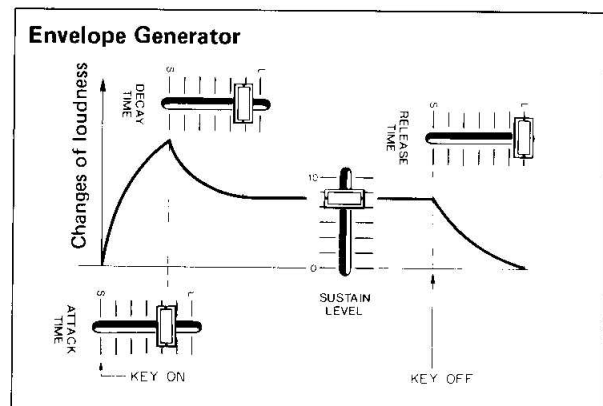 Envelope Generator
Changes of loudness
DECAY
TIME
S
L
RELEASE
TIME
S
L
10
0
SUSTAIN
LEVEL
ATTACK
TIME
S
L
KEY ON
KEY OFF